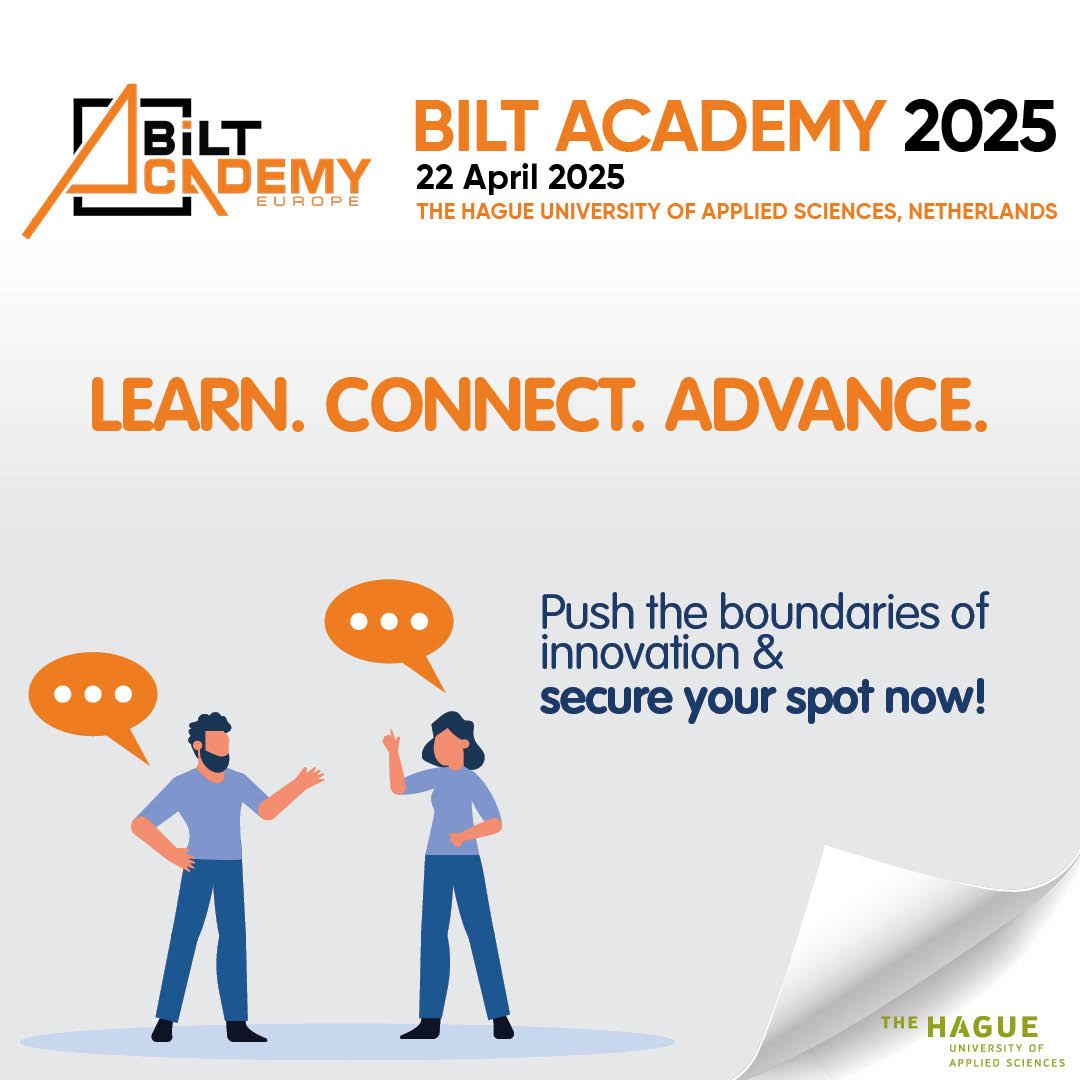 BiLT
ACADEMY
EUROPE
BILT ACADEMY 2025
22 April 2025
THE HAGUE UNIVERSITY OF APPLIED SCIENCES, NETHERLANDS
LEARN. CONNECT. ADVANCE.
Push the boundaries of
innovation &
secure your spot now!
THE HAGUE
UNIVERSITY OF
APPLIED SCIENCES